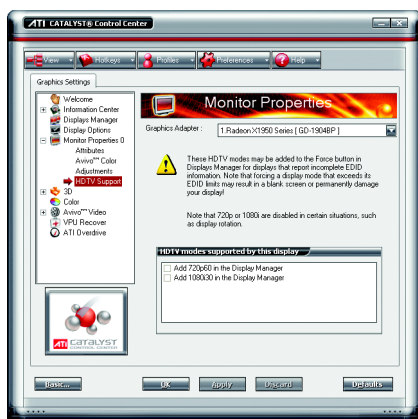 ATI CATALYST® Control Center
View
Hotkeys
Profiles
Preferences
Help
Graphics Settings
Welcome
Information Center
Displays Manager
Display Options
Monitor Properties 0
Attributes
Avivo™ Color
Adjustments
HDTV Support
3D
Color
Avivo™ Video
VPU Recover
ATI Overdrive
ATI CATALYST
CONTROL CENTER
Monitor Properties
Graphics Adapter :
1.Radeon X1950 Series [ GD-1904BP ]
These HDTV modes may be added to the Force button in
Displays Manager for displays that report incomplete EDID
information. Note that forcing a display mode that exceeds its
EDID limits may result in a blank screen or permanently damage
your display!
Note that 720p or 1080i are disabled in certain situations, such
as display rotation.
HDTV modes supported by this display
Add 720p60 in the Display Manager
Add 1080i30 in the Display Manager
Basic...
OK
Apply
Discard
Defaults